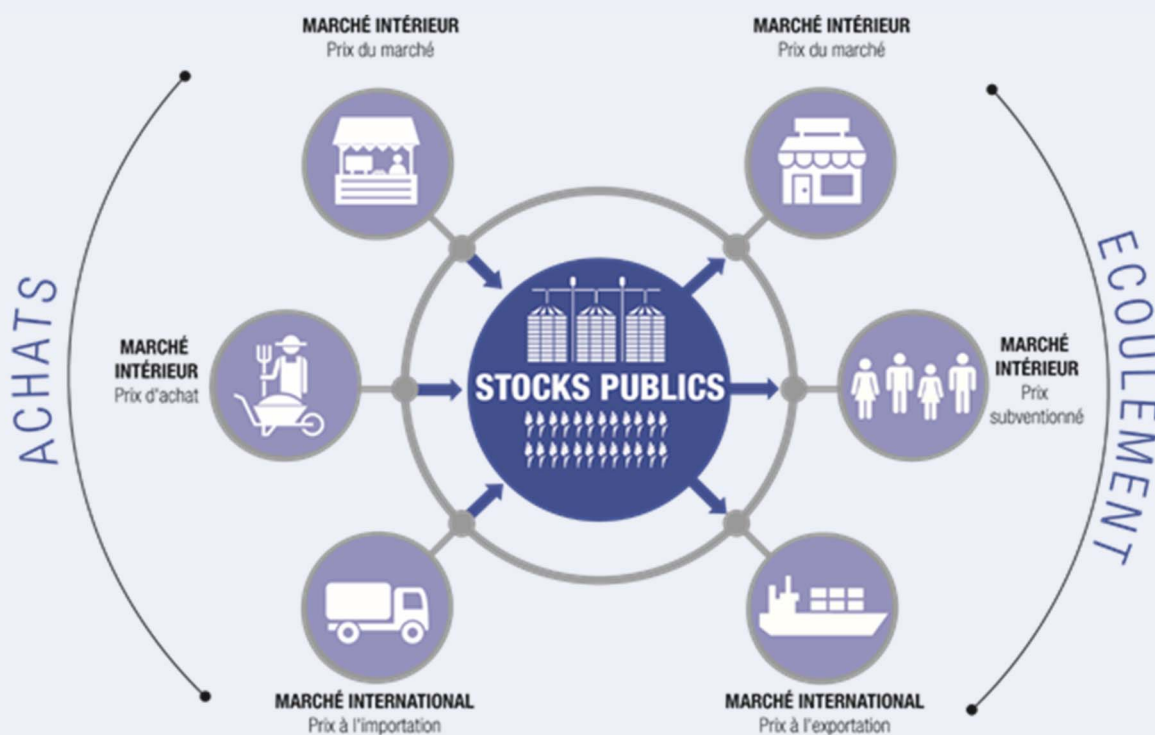 MARCHÉ INTÉRIEUR
Prix du marché
MARCHÉ INTÉRIEUR
Prix du marché
ACHATS
MARCHÉ
INTÉRIEUR
Prix d'achat
STOCKS PUBLICS
MARCHÉ
INTÉRIEUR
Prix
subventionné
ECOULEMENT
MARCHÉ INTERNATIONAL
Prix à l'importation
MARCHÉ INTERNATIONAL
Prix à l'exportation